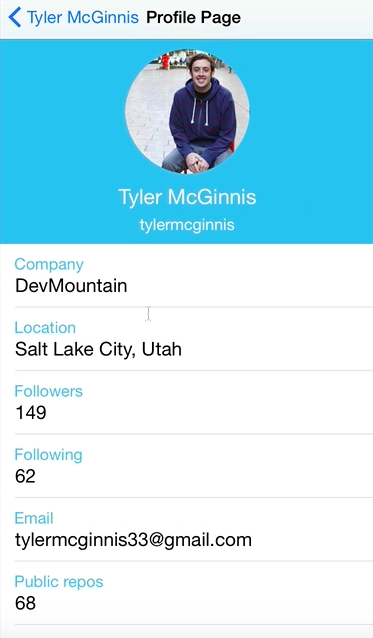 Tyler McGinnis Profile Page
Tyler McGinnis
tylermcginnis
Company
DevMountain
Location
Salt Lake City, Utah
Followers
149
Following
62
Email
tylermcginnis33@gmail.com
Public repos
68